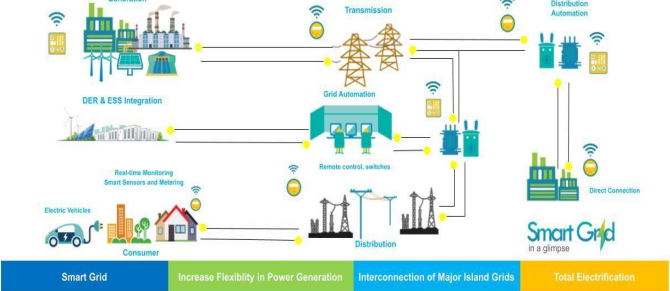 Generation
Transmission
Distribution
Automation
DER & ESS Integration
Grid Automation
Real-time Monitoring
Smart Sensors and Metering
Remote control, switches
Direct Connection
Electric Vehicles
Consumer
Distribution
Smart Grid
in a glimpse
Smart Grid
Increase Flexiblity in Power Generation
Interconnection of Major Island Grids
Total Electrification